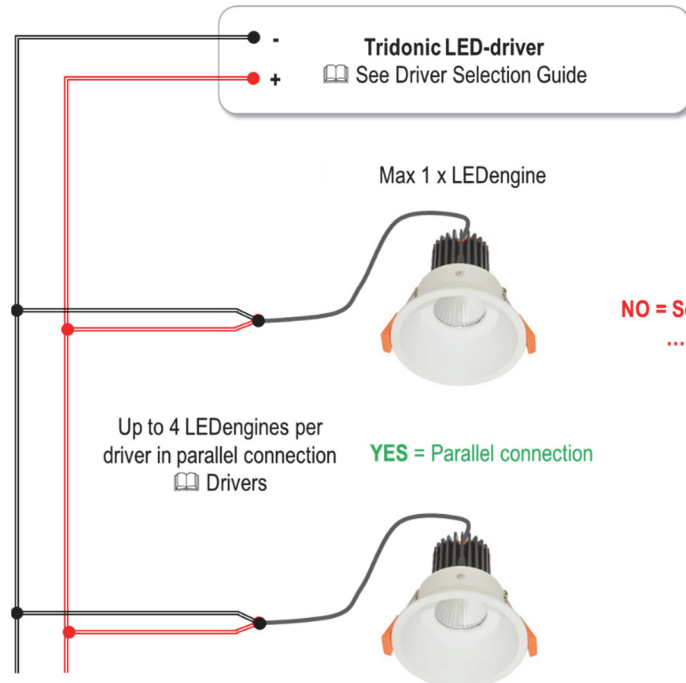 -
Tridonic LED-driver
+
See Driver Selection Guide
Max 1 x LEDengine
NO = S
...
Up to 4 LEDengines per
driver in parallel connection
Drivers
YES = Parallel connection